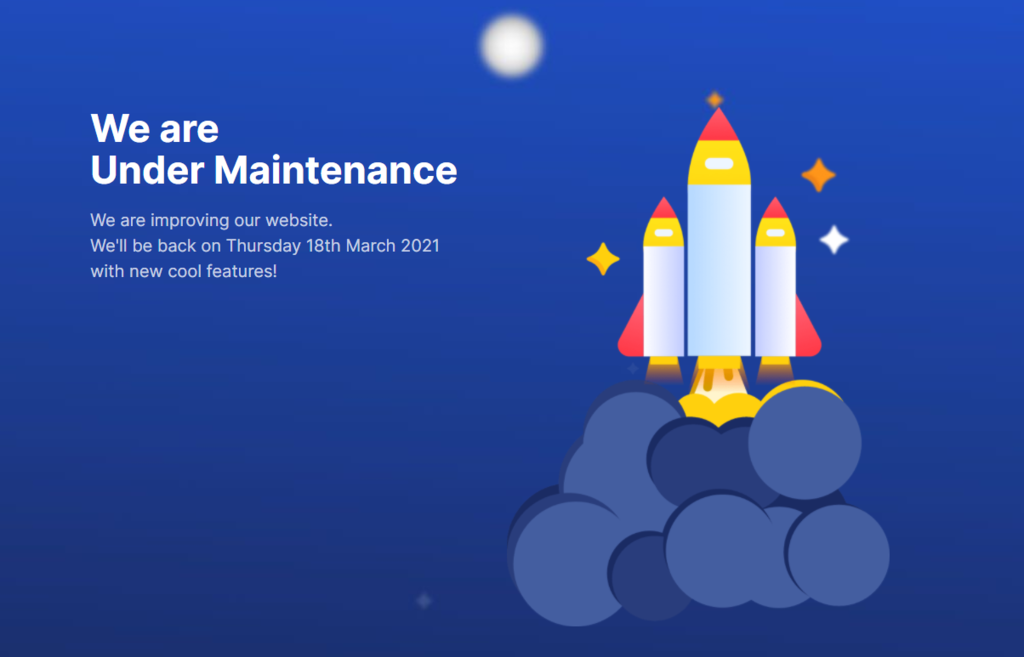 We are
Under Maintenance
We are improving our website.
We'll be back on Thursday 18th March 2021
with new cool features!